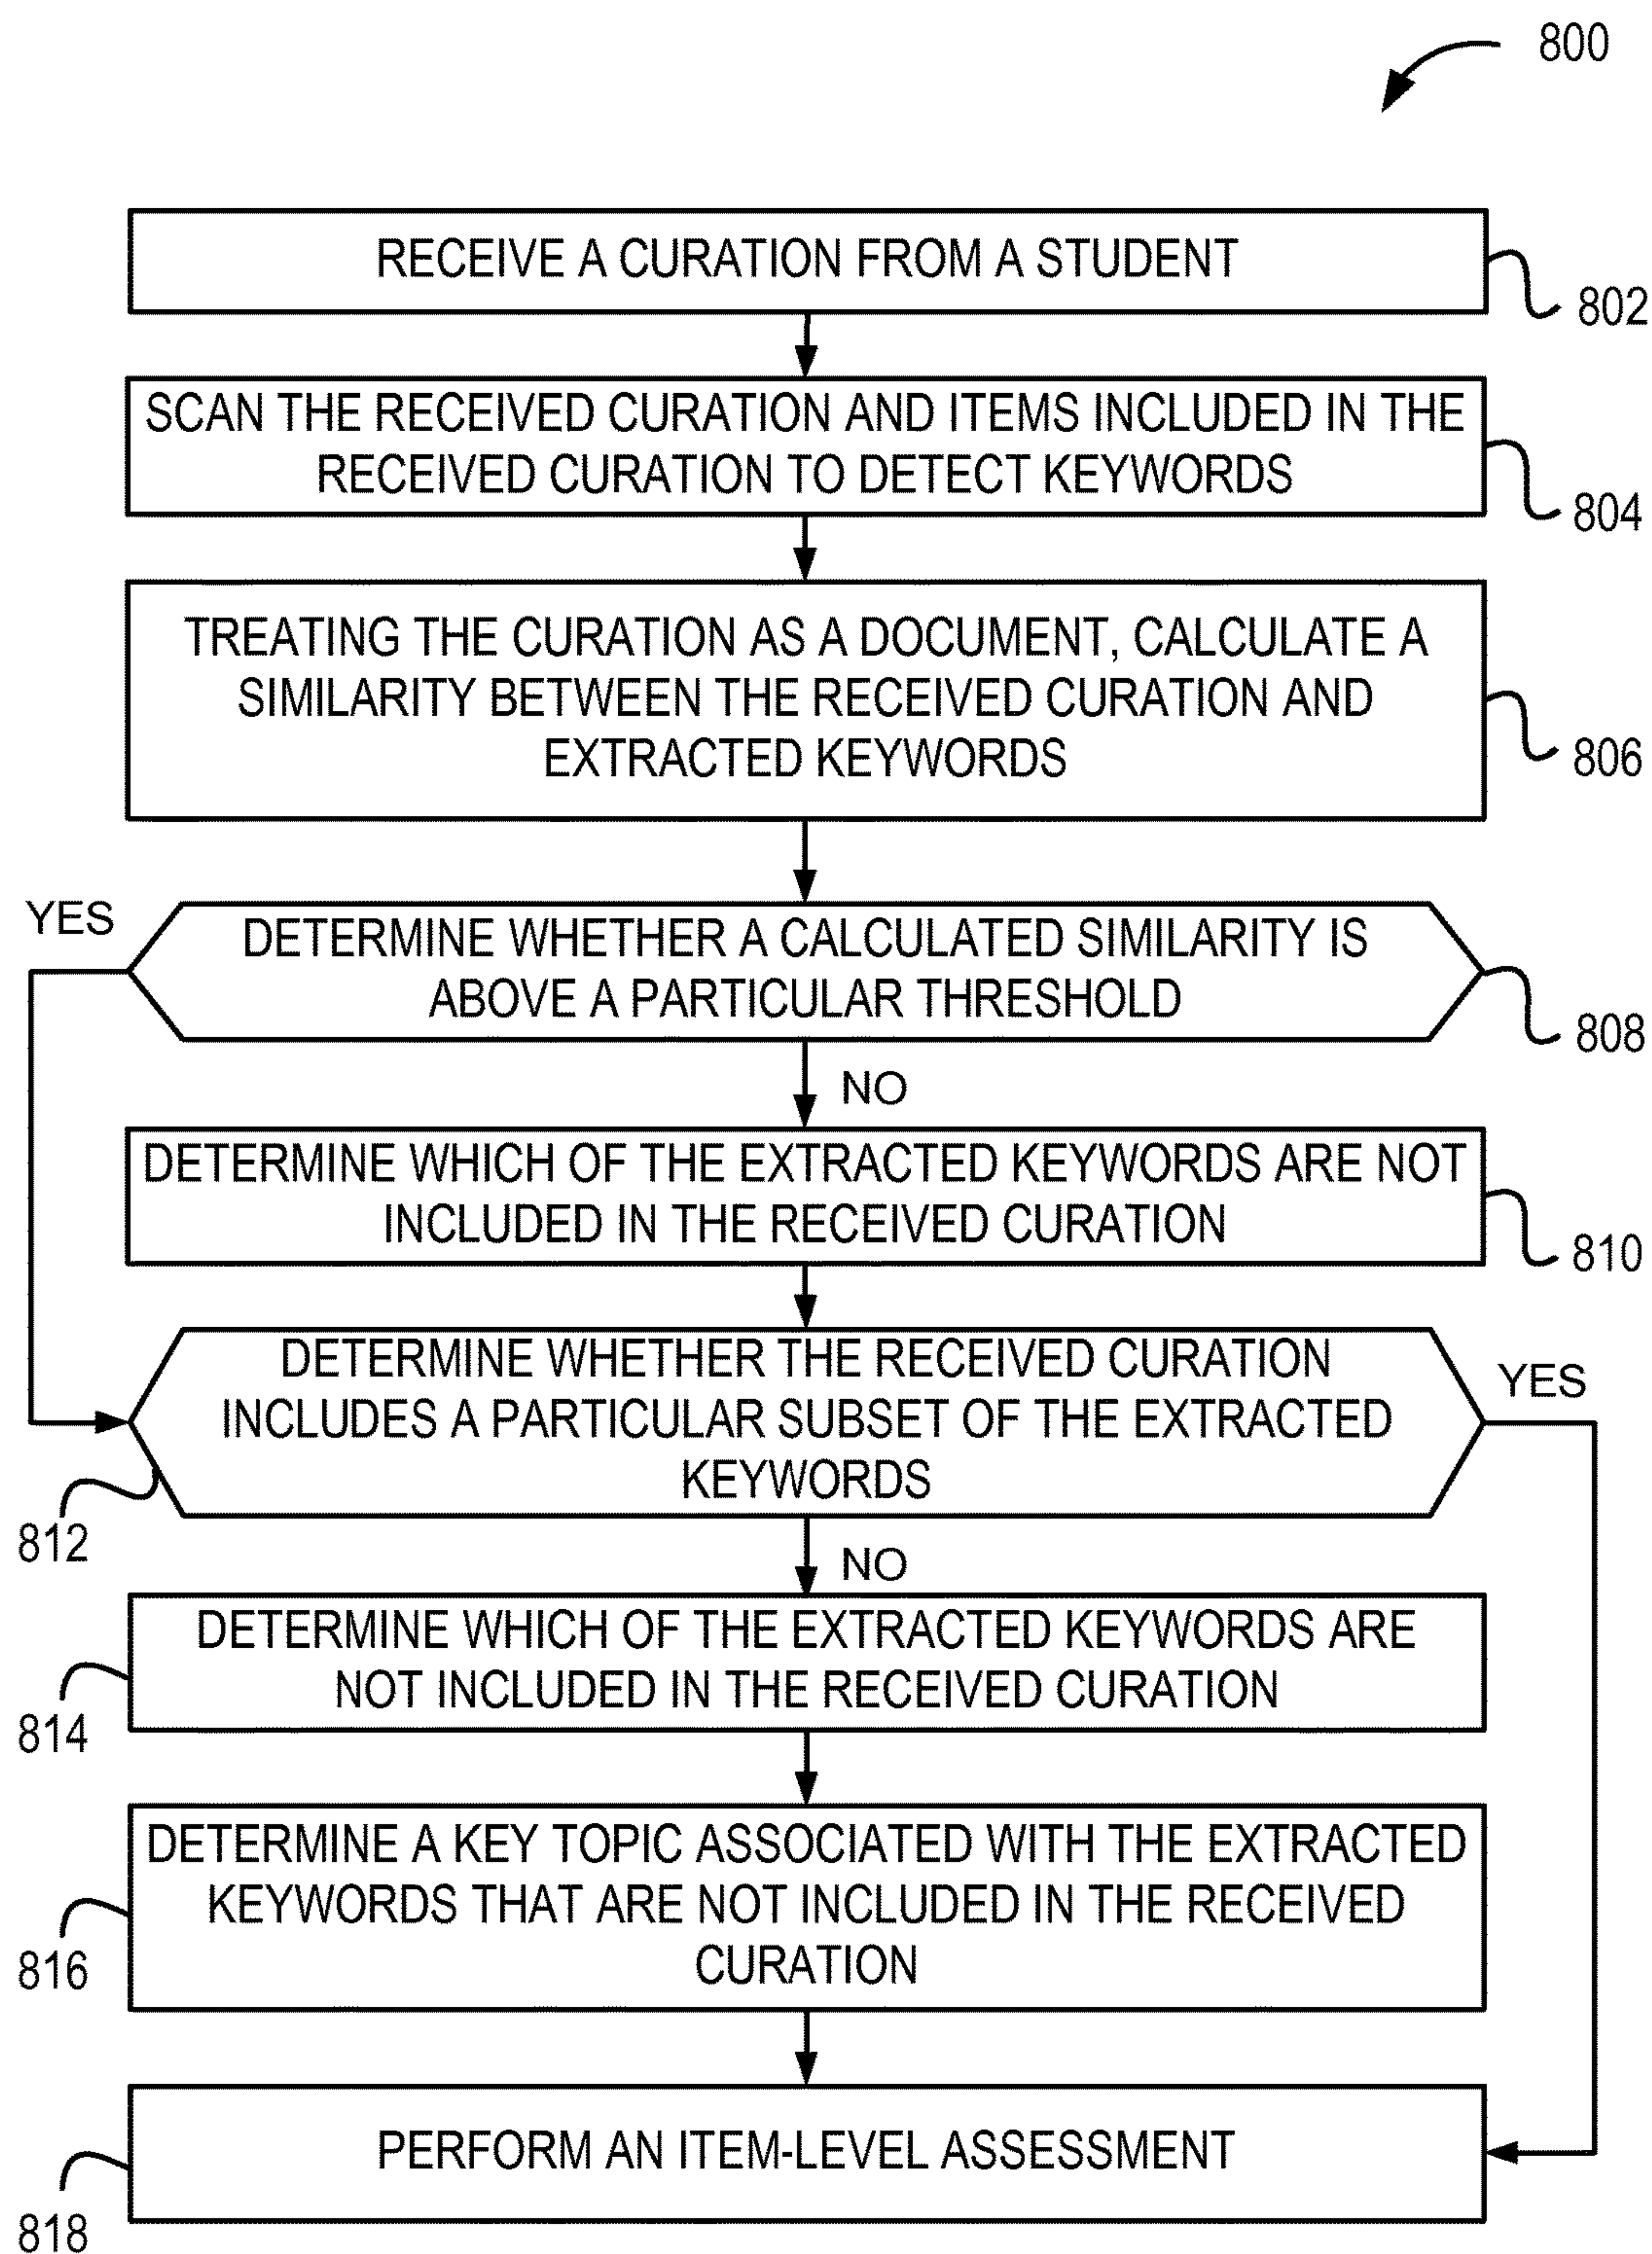 800
RECEIVE A CURATION FROM A STUDENT
802
SCAN THE RECEIVED CURATION AND ITEMS INCLUDED IN THE
RECEIVED CURATION TO DETECT KEYWORDS
804
TREATING THE CURATION AS A DOCUMENT, CALCULATE A
SIMILARITY BETWEEN THE RECEIVED CURATION AND
EXTRACTED KEYWORDS
806
YES
DETERMINE WHETHER A CALCULATED SIMILARITY IS
ABOVE A PARTICULAR THRESHOLD
808
NO
DETERMINE WHICH OF THE EXTRACTED KEYWORDS ARE NOT
INCLUDED IN THE RECEIVED CURATION
810
DETERMINE WHETHER THE RECEIVED CURATION
INCLUDES A PARTICULAR SUBSET OF THE EXTRACTED
KEYWORDS
YES
812
NO
DETERMINE WHICH OF THE EXTRACTED KEYWORDS ARE
NOT INCLUDED IN THE RECEIVED CURATION
814
DETERMINE A KEY TOPIC ASSOCIATED WITH THE EXTRACTED
KEYWORDS THAT ARE NOT INCLUDED IN THE RECEIVED
CURATION
816
PERFORM AN ITEM-LEVEL ASSESSMENT
818